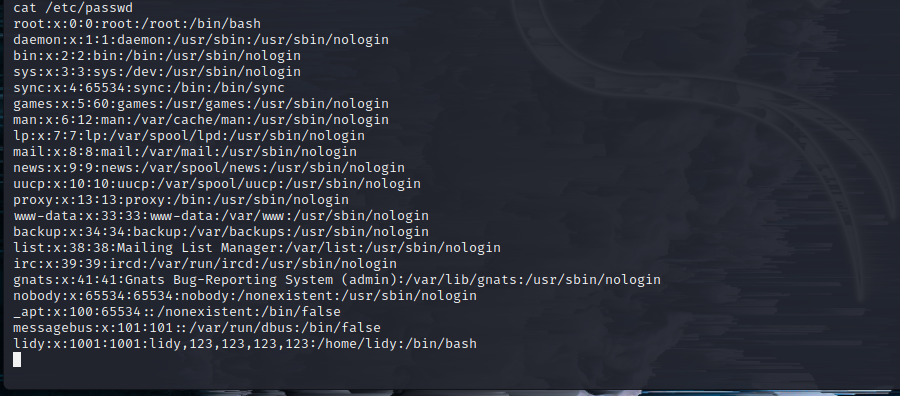 cat /etc/passwd
root:x:0:0:root:/root:/bin/bash
daemon:x:1:1:daemon:/usr/sbin:/usr/sbin/nologin
bin:x:2:2:bin:/bin:/usr/sbin/nologin
sys:x:3:3:sys:/dev:/usr/sbin/nologin
sync:x:4:65534:sync:/bin:/bin/sync
games:x:5:60:games:/usr/games:/usr/sbin/nologin
man:x:6:12:man:/var/cache/man:/usr/sbin/nologin
lp:x:7:7:lp:/var/spool/lpd:/usr/sbin/nologin
mail:x:8:8:mail:/var/mail:/usr/sbin/nologin
news:x:9:9:news:/var/spool/news:/usr/sbin/nologin
uucp:x:10:10:uucp:/var/spool/uucp:/usr/sbin/nologin
proxy:x:13:13:proxy:/bin:/usr/sbin/nologin
www-data:x:33:33:www-data:/var/www:/usr/sbin/nologin
backup:x:34:34:backup:/var/backups:/usr/sbin/nologin
list:x:38:38:Mailing List Manager:/var/list:/usr/sbin/nologin
irc:x:39:39:ircd:/var/run/ircd:/usr/sbin/nologin
gnats:x:41:41:Gnats Bug-Reporting System (admin):/var/lib/gnats:/usr/sbin/nologin
nobody:x:65534:65534:nobody:/nonexistent:/usr/sbin/nologin
_apt:x:100:65534::/nonexistent:/bin/false
messagebus:x:101:101::/var/run/dbus:/bin/false
lidy:x:1001:1001:lidy,123,123,123,123:/home/lidy:/bin/bash